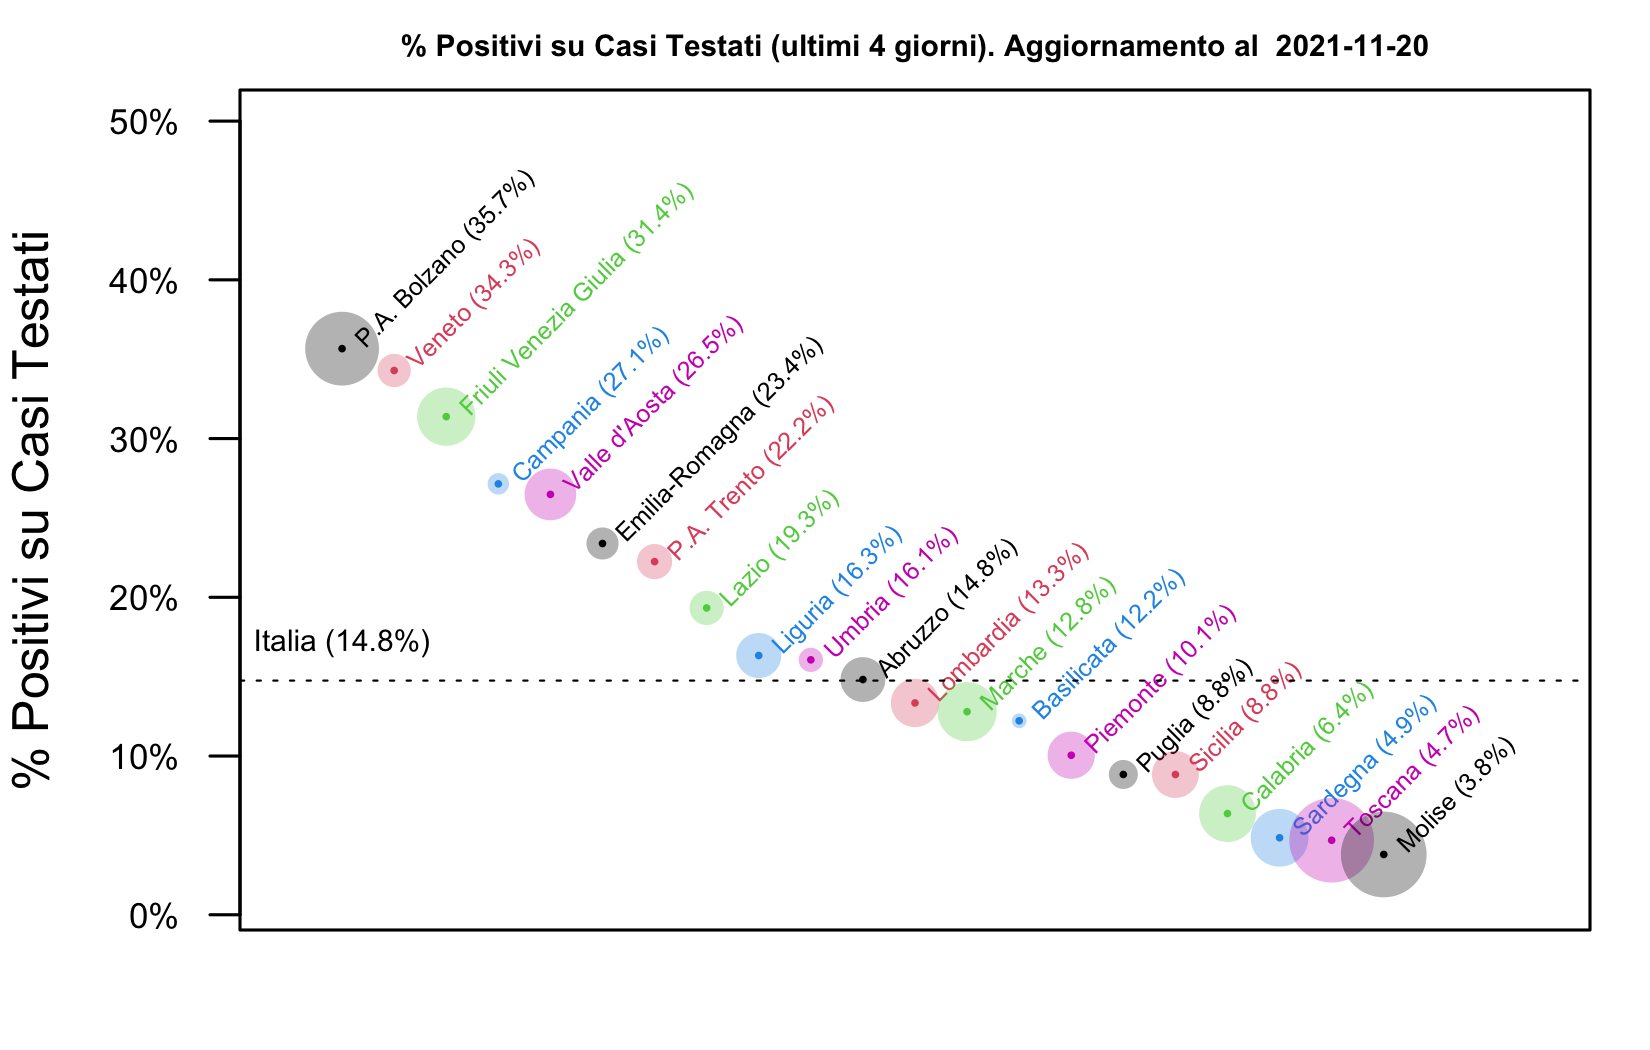 % Positivi su Casi Testati (ultimi 4 giorni). Aggiornamento al  2021-11-20
% Positivi su Casi Testati
50%
40%
30%
20%
10%
0%
Italia (14.8%)
P.A. Bolzano (35.7%)
Veneto (34.3%)
Friuli Venezia Giulia (31.4%)
Campania (27.1%)
Valle d'Aosta (26.5%)
Emilia-Romagna (23.4%)
P.A. Trento (22.2%)
Lazio (19.3%)
Liguria (16.3%)
Umbria (16.1%)
Abruzzo (14.8%)
Lombardia (13.3%)
Marche (12.8%)
Basilicata (12.2%)
Piemonte (10.1%)
Puglia (8.8%)
Sicilia (8.8%)
Calabria (6.4%)
Sardegna (4.9%)
Toscana (4.7%)
Molise (3.8%)